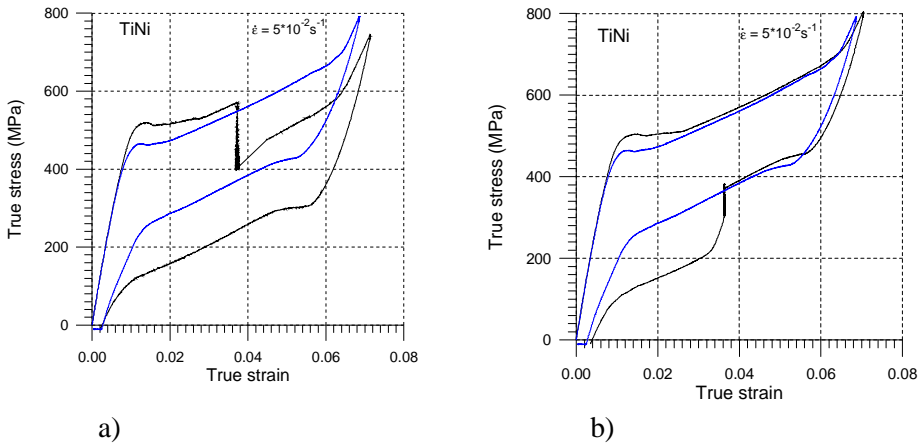 800
600
400
200
0
True stress (MPa)
TiNi
ε̇ = 5*10⁻²s⁻¹
0.00 0.02 0.04 0.06 0.08
True strain
a)
800
600
400
200
0
True stress (MPa)
TiNi
ε̇ = 5*10⁻²s⁻¹
0.00 0.02 0.04 0.06 0.08
True strain
b)